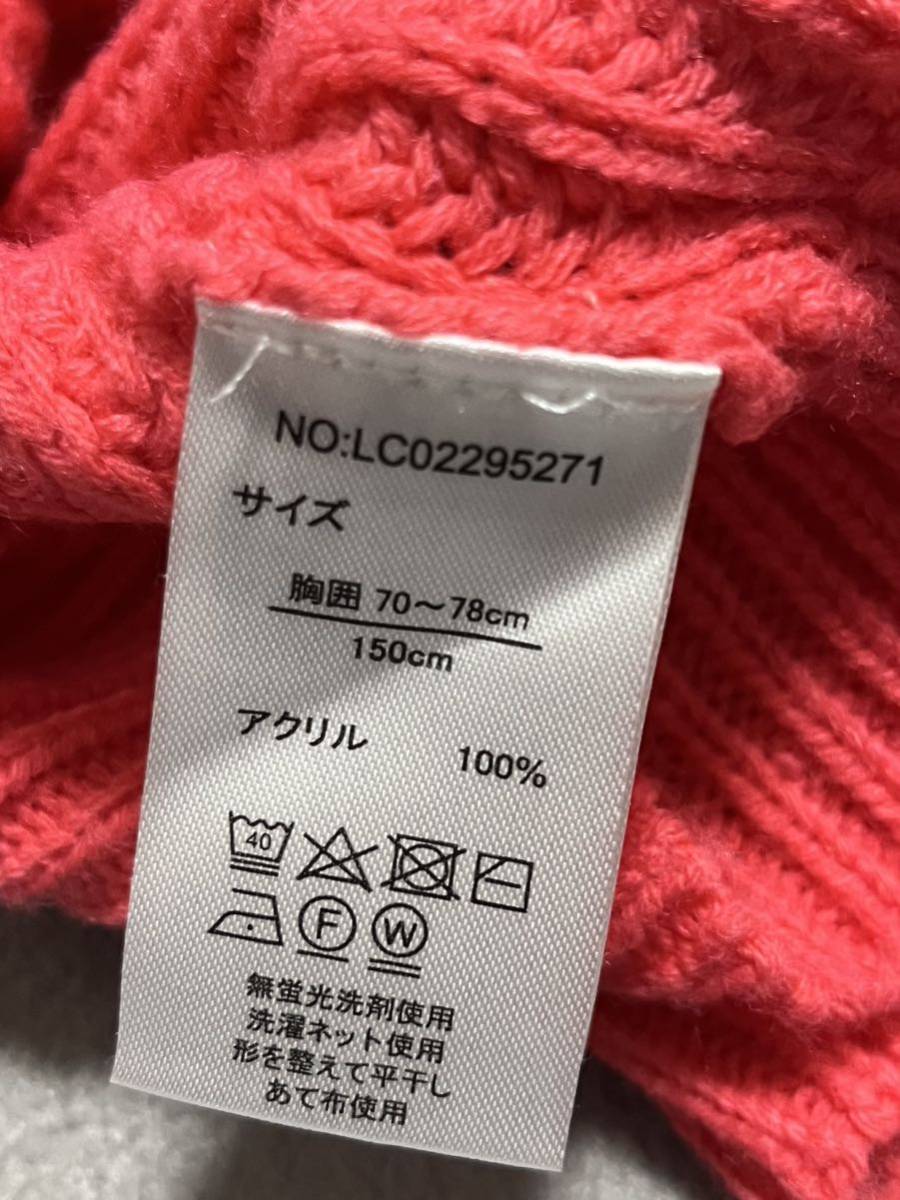 NO:LC02295271
サイズ
胸囲 70～78cm
150cm
アクリル 100%
40
F W
無蛍光洗剤使用
洗濯ネット使用
形を整えて平干し
あて布使用